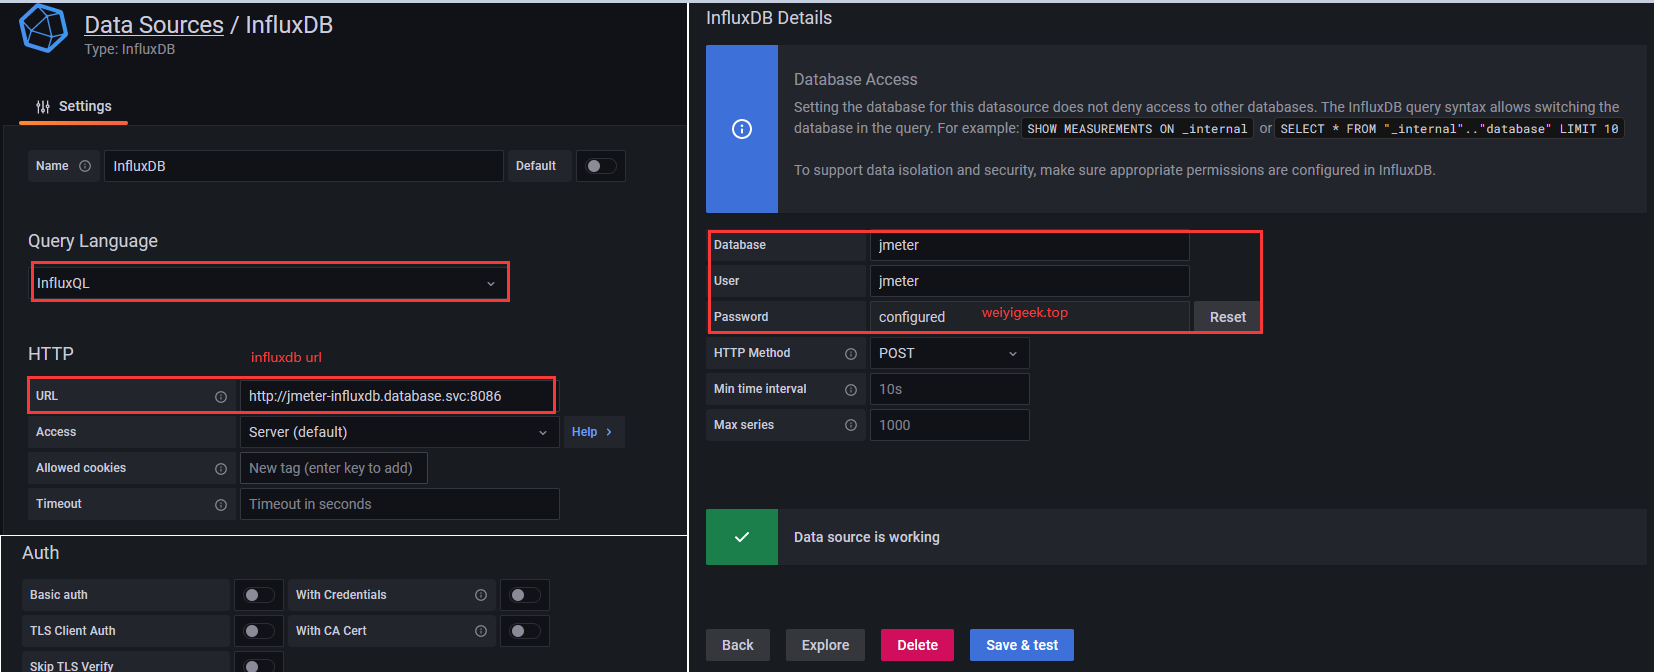 Data Sources / InfluxDB
Type: InfluxDB
Settings
Name InfluxDB Default
Query Language
InfluxQL
HTTP
influxdb url
URL http://jmeter-influxdb.database.svc:8086
Access Server (default) Help
Allowed cookies New tag (enter key to add)
Timeout Timeout in seconds
Auth
Basic auth With Credentials
TLS Client Auth With CA Cert
Skip TLS Verify
InfluxDB Details
Database Access
Setting the database for this datasource does not deny access to other databases. The InfluxDB query syntax allows switching the
database in the query. For example: SHOW MEASUREMENTS ON _internal or SELECT * FROM "_internal".."database" LIMIT 10
To support data isolation and security, make sure appropriate permissions are configured in InfluxDB.
Database jmeter
User jmeter
Password configured weiyigeek.top Reset
HTTP Method POST
Min time interval 10s
Max series 1000
Data source is working
Back Explore Delete Save & test